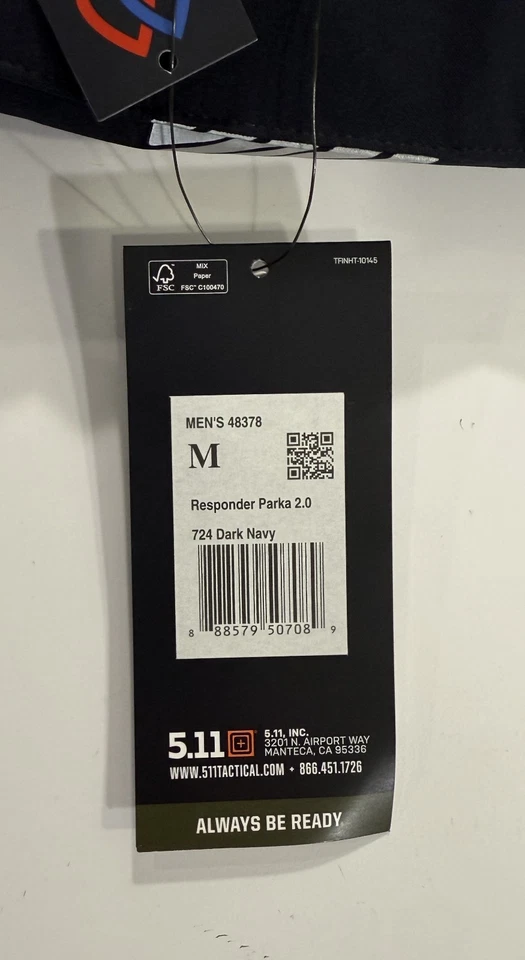 MIX
Paper
FSC
FSC™ C100470
TFINHT-10145
MEN'S 48378
M
Responder Parka 2.0
724 Dark Navy
8 88579 50708 9
5.11
5.11, INC.
3201 N. AIRPORT WAY
MANTECA, CA 95336
WWW.511TACTICAL.COM • 866.451.1726
ALWAYS BE READY